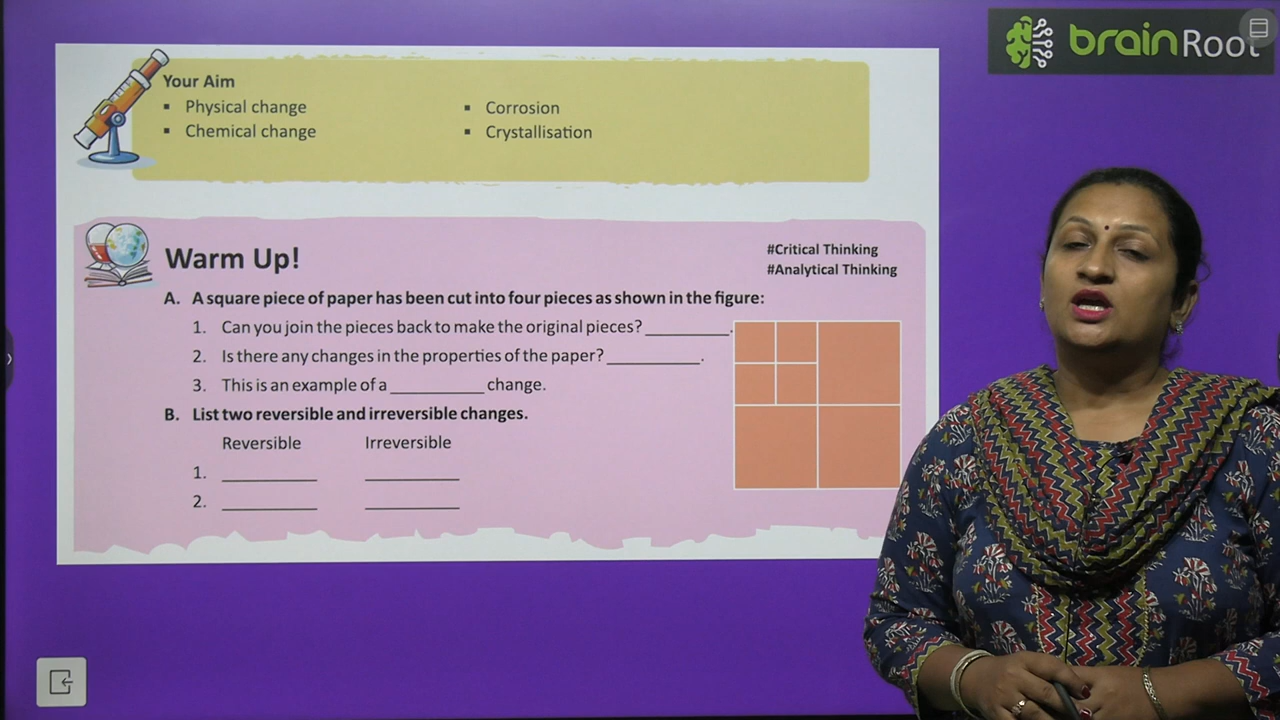 brainRoot
Your Aim
▪ Physical change
▪ Chemical change
▪ Corrosion
▪ Crystallisation
Warm Up!
#Critical Thinking
#Analytical Thinking
A. A square piece of paper has been cut into four pieces as shown in the figure:
1. Can you join the pieces back to make the original pieces? _________.
2. Is there any changes in the properties of the paper? __________.
3. This is an example of a __________ change.
B. List two reversible and irreversible changes.
Reversible Irreversible
1. __________ __________
2. __________ __________